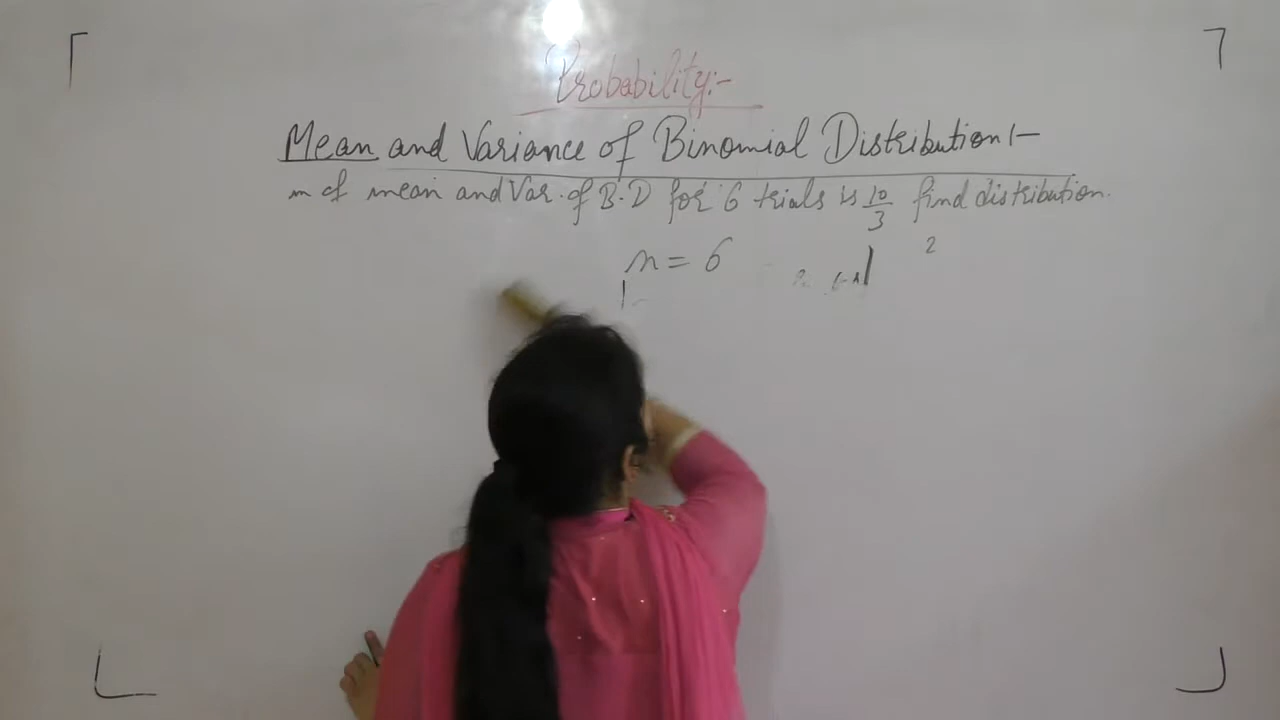 Probability:-
Mean and Variance of Binomial Distribution:-
m of mean and Var. of B.D for 6 trials is 10/3 find distribution.
n = 6
2